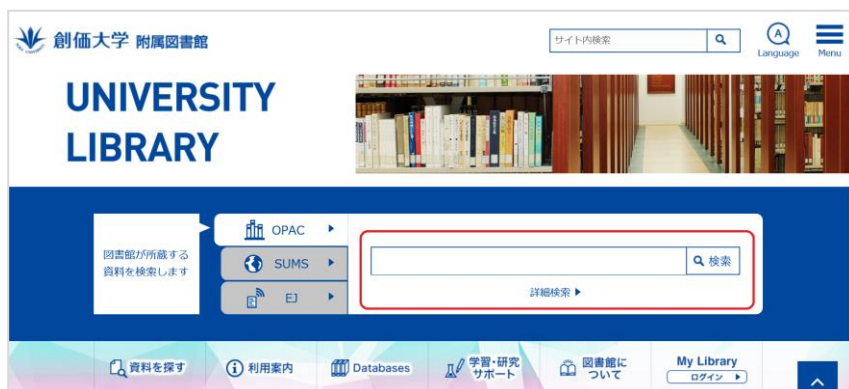 創価大学 附属図書館
サイト内検索
A
Language
Menu
UNIVERSITY
LIBRARY
図書館が所蔵する
資料を検索します
OPAC
SUMS
EJ
検索
詳細検索
資料を探す
利用案内
Databases
学習・研究
サポート
図書館に
ついて
My Library
ログイン